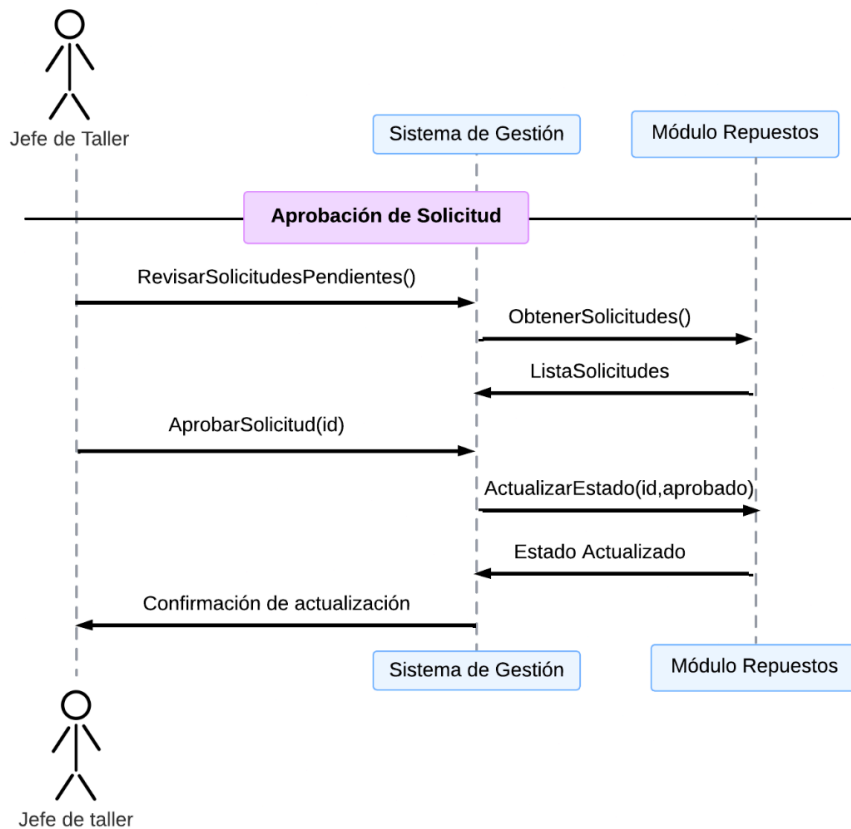 Jefe de Taller
Sistema de Gestión
Módulo Repuestos
Aprobación de Solicitud
RevisarSolicitudesPendientes()
ObtenerSolicitudes()
ListaSolicitudes
AprobarSolicitud(id)
ActualizarEstado(id,aprobado)
Estado Actualizado
Confirmación de actualización
Sistema de Gestión
Módulo Repuestos
Jefe de taller